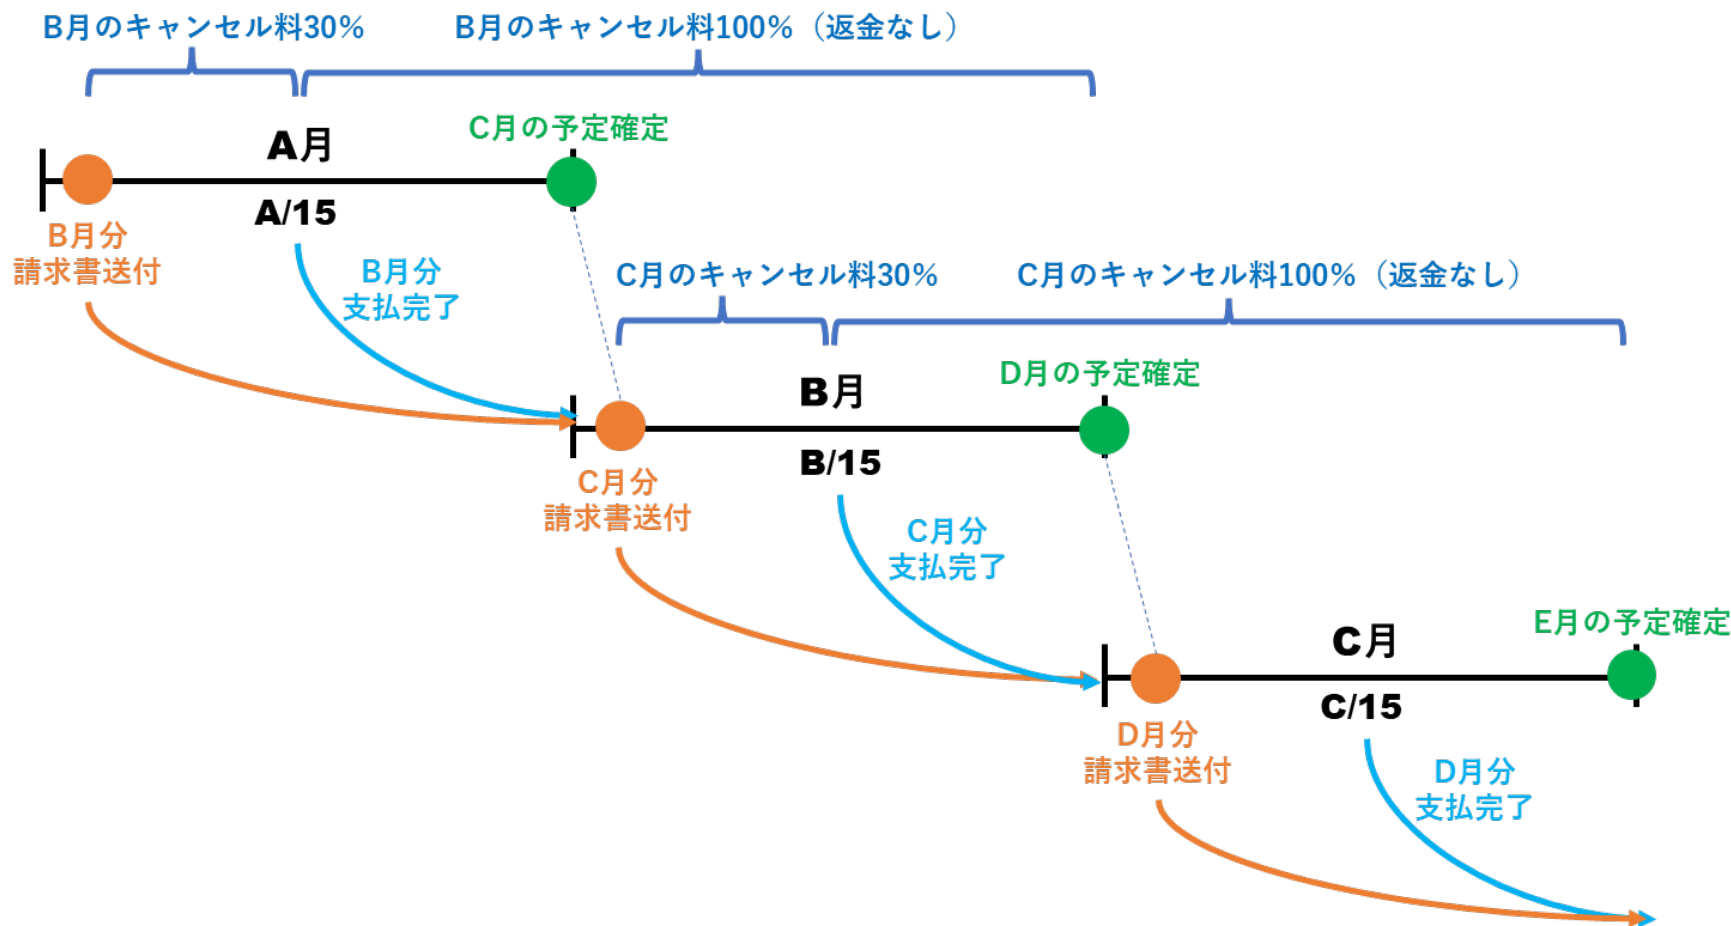 B月のキャンセル料30%
B月のキャンセル料100%（返金なし）
C月の予定確定
A月
A/15
B月分
請求書送付
B月分
支払完了
C月のキャンセル料30%
C月のキャンセル料100%（返金なし）
D月の予定確定
B月
B/15
C月分
請求書送付
C月分
支払完了
E月の予定確定
C月
C/15
D月分
請求書送付
D月分
支払完了